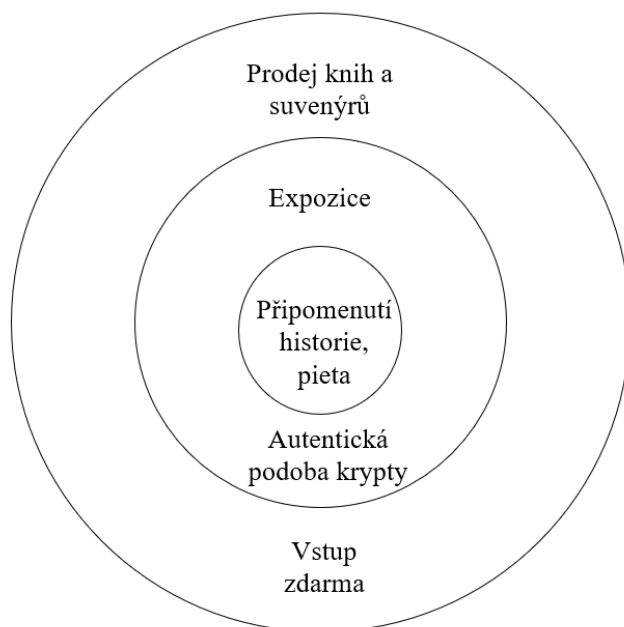 Prodej knih a
suvenýrů
Expozice
Připomenutí
historie,
pieta
Autentická
podoba krypty
Vstup
zdarma